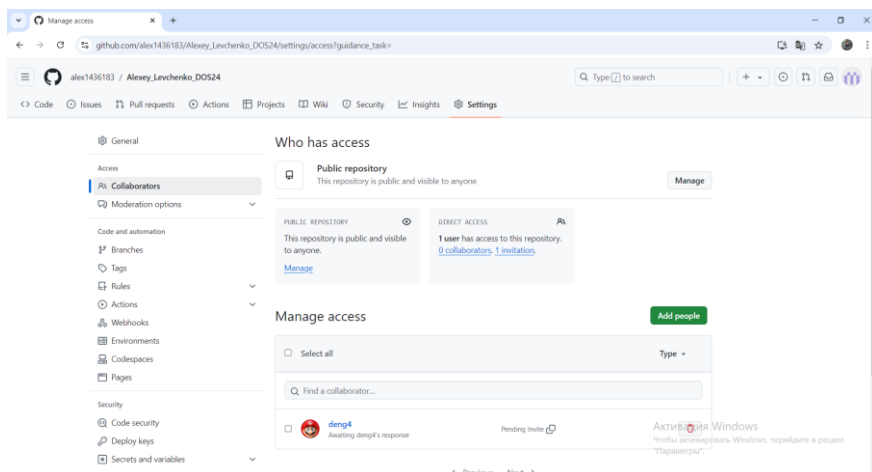 Manage access
github.com/alex1436183/Alexey_Levchenko_DOS24/settings/access?guidance_task=
alex1436183 / Alexey_Levchenko_DOS24
Type / to search
Code Issues Pull requests Actions Projects Wiki Security Insights Settings
General
Access
Collaborators
Moderation options
Code and automation
Branches
Tags
Rules
Actions
Webhooks
Environments
Codespaces
Pages
Security
Code security
Deploy keys
Secrets and variables
Who has access
Public repository
This repository is public and visible to anyone
Manage
PUBLIC REPOSITORY
This repository is public and visible
to anyone.
Manage
DIRECT ACCESS
1 user has access to this repository.
0 collaborators. 1 invitation.
Manage access
Add people
Select all
Type
Find a collaborator...
deng4
Awaiting deng4's response
Pending Invite
Активация Windows
Чтобы активировать Windows, перейдите в раздел
"Параметры".
Previous Next